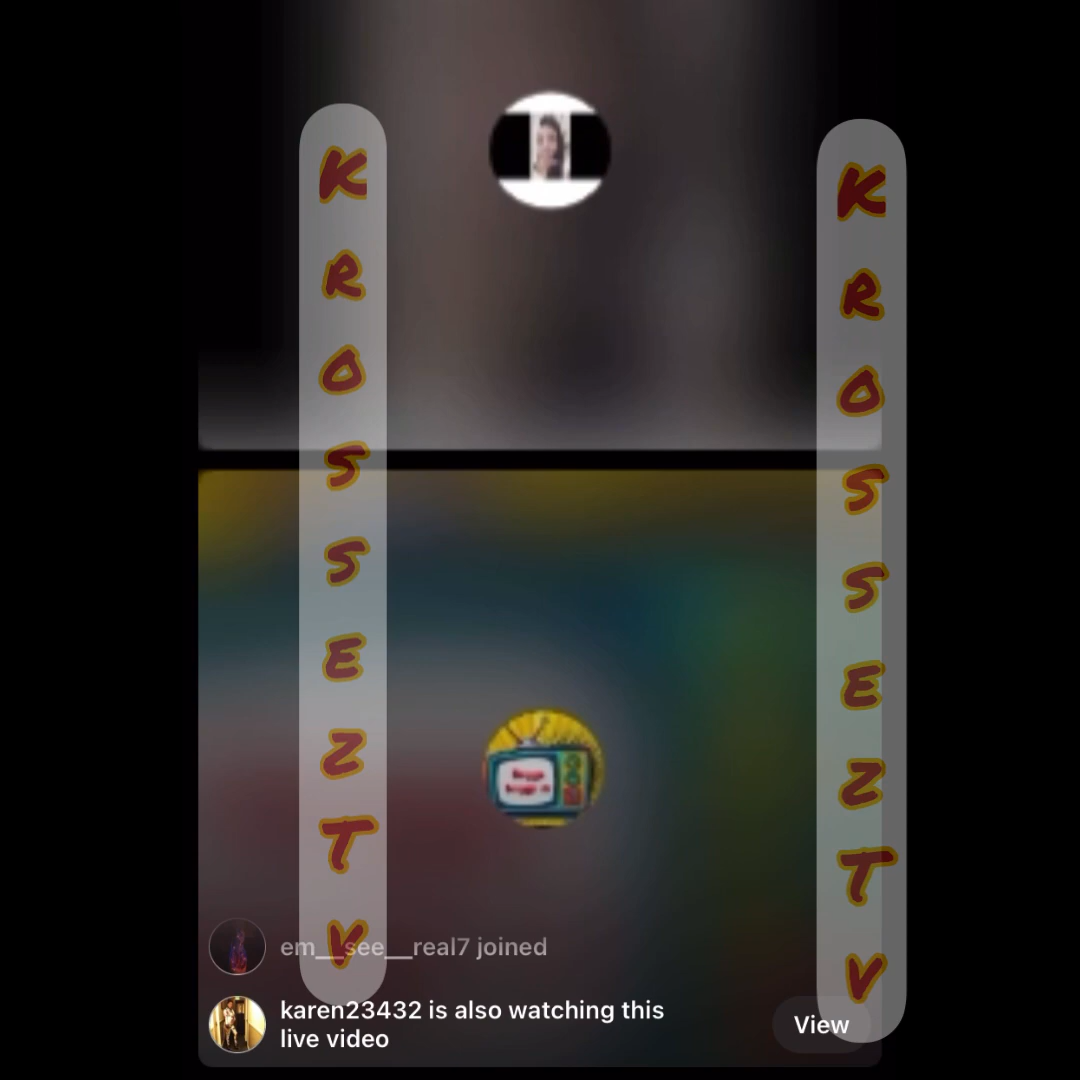 KROSSEZTV
KROSSEZTV
em__see__real7 joined
karen23432 is also watching this
live video
View